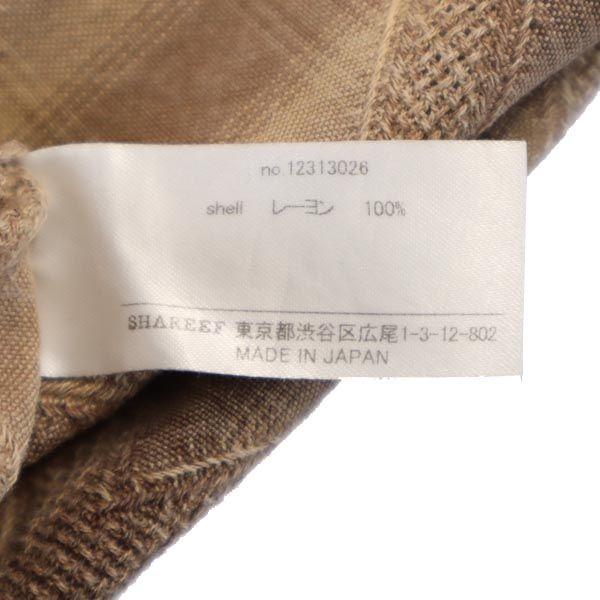 no.12313026
shell レーヨン 100%
SHAREEF 東京都渋谷区広尾1-3-12-802
MADE IN JAPAN